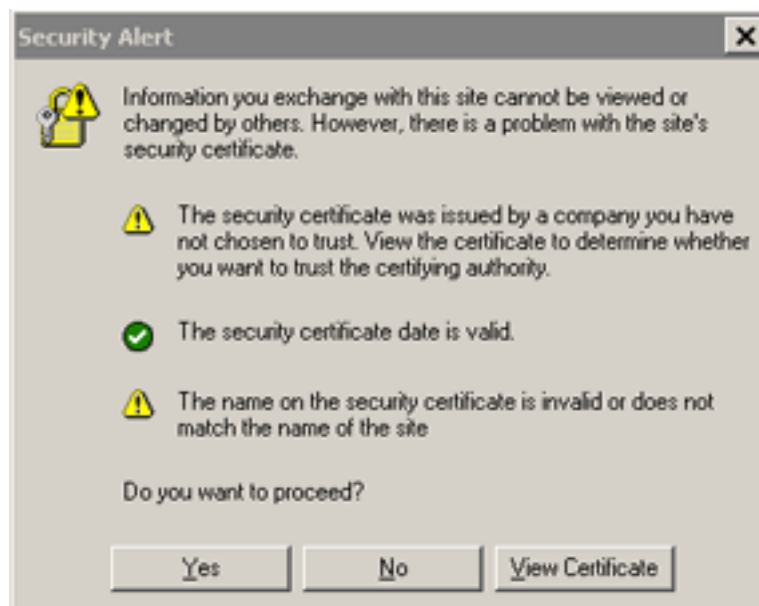 Security Alert
Information you exchange with this site cannot be viewed or
changed by others. However, there is a problem with the site's
security certificate.
The security certificate was issued by a company you have
not chosen to trust. View the certificate to determine whether
you want to trust the certifying authority.
The security certificate date is valid.
The name on the security certificate is invalid or does not
match the name of the site
Do you want to proceed?
Yes No View Certificate